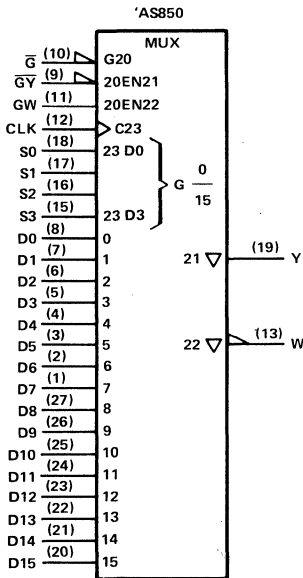 'AS850
MUX
G̅ (10) G20
G̅Y̅ (9) 20EN21
GW (11) 20EN22
CLK (12) C23
S0 (18) 23 D0
S1 (17)
S2 (16)
S3 (15) 23 D3
G 0/15
D0 (8) 0
D1 (7) 1 21 ▽ (19) Y
D2 (6) 2
D3 (5) 3
D4 (4) 4
D5 (3) 5 22 ▽ (13) W
D6 (2) 6
D7 (1) 7
D8 (27) 8
D9 (26) 9
D10 (25) 10
D11 (24) 11
D12 (23) 12
D13 (22) 13
D14 (21) 14
D15 (20) 15